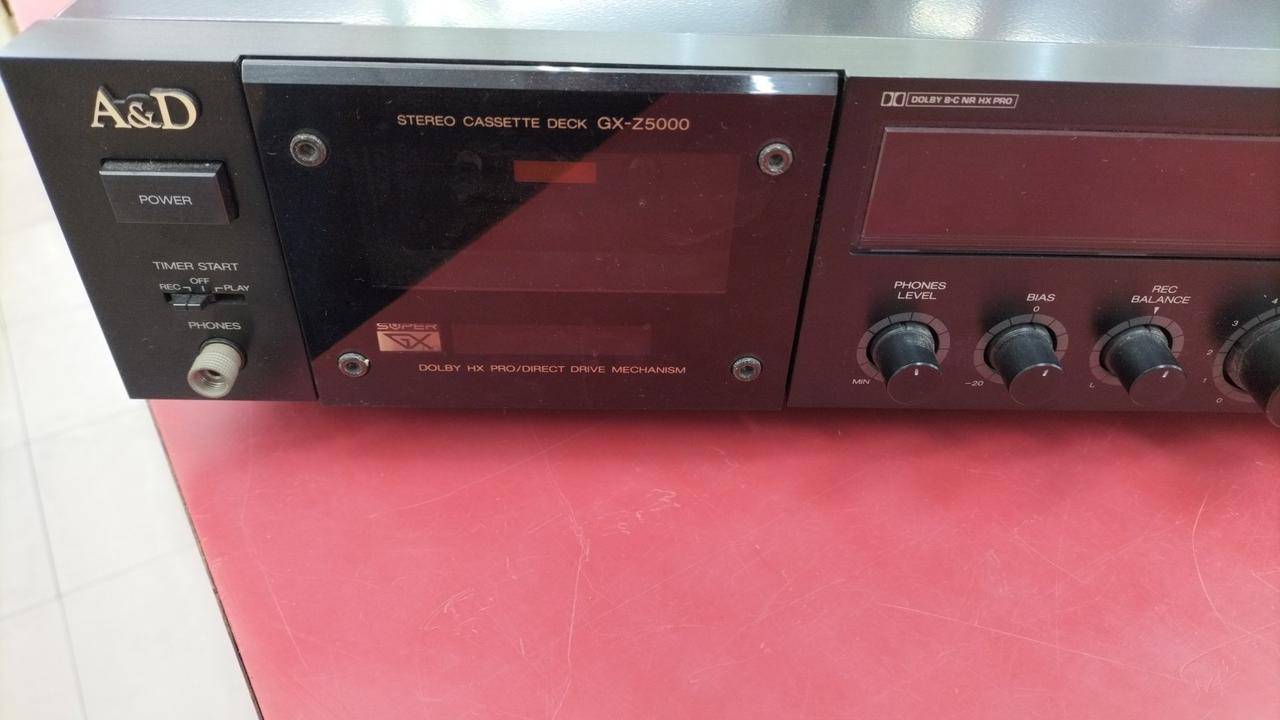 A&D
POWER
TIMER START
OFF
REC PLAY
PHONES
STEREO CASSETTE DECK GX-Z5000
SUPER
GX
DOLBY HX PRO/DIRECT DRIVE MECHANISM
DOLBY B-C NR HX PRO
PHONES
LEVEL
MIN
BIAS
0
-20
REC
BALANCE
L
4
3
2
1
0